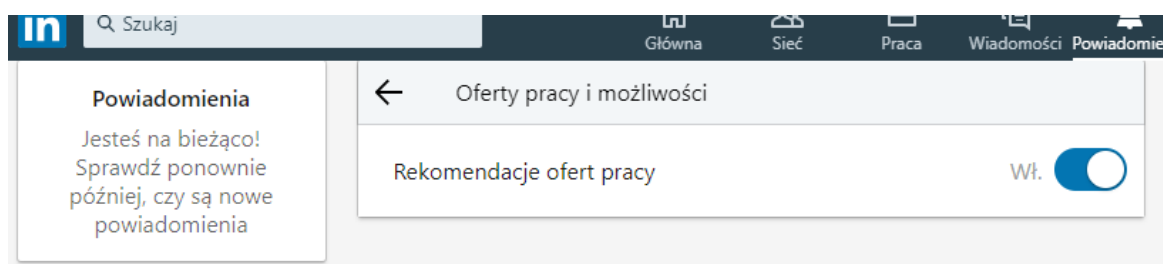 in
Szukaj
Główna
Sieć
Praca
Wiadomości
Powiadomie
Powiadomienia
Jesteś na bieżąco!
Sprawdź ponownie
później, czy są nowe
powiadomienia
Oferty pracy i możliwości
Rekomendacje ofert pracy
Wł.